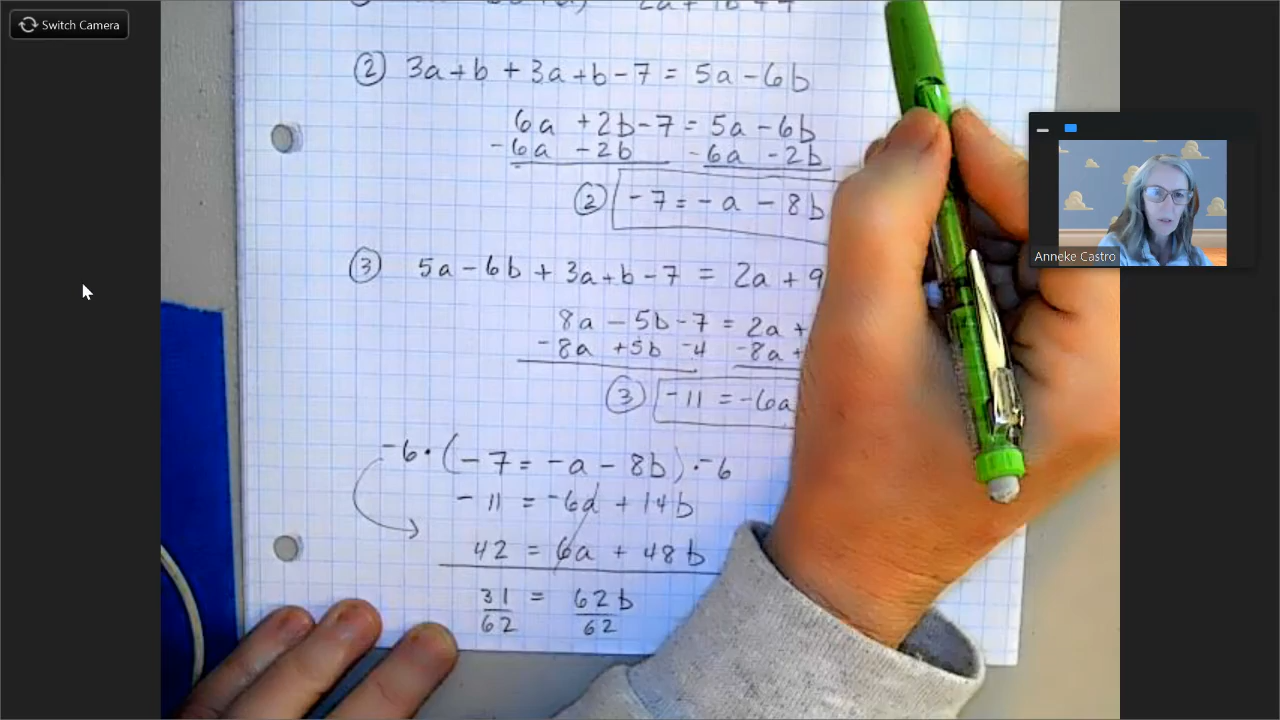 Switch Camera
② 3a+b + 3a+b-7 = 5a-6b
6a +2b-7 = 5a-6b
-6a -2b -6a -2b
② -7 = -a - 8b
Anneke Castro
③ 5a-6b + 3a+b-7 = 2a+9
8a -5b-7 = 2a+
-8a +5b -4 -8a+
③ -11 = -6a
-6·(-7 = -a - 8b)·-6
-11 = -6a + 14b
42 = 6a + 48b
31 = 62b
62 62